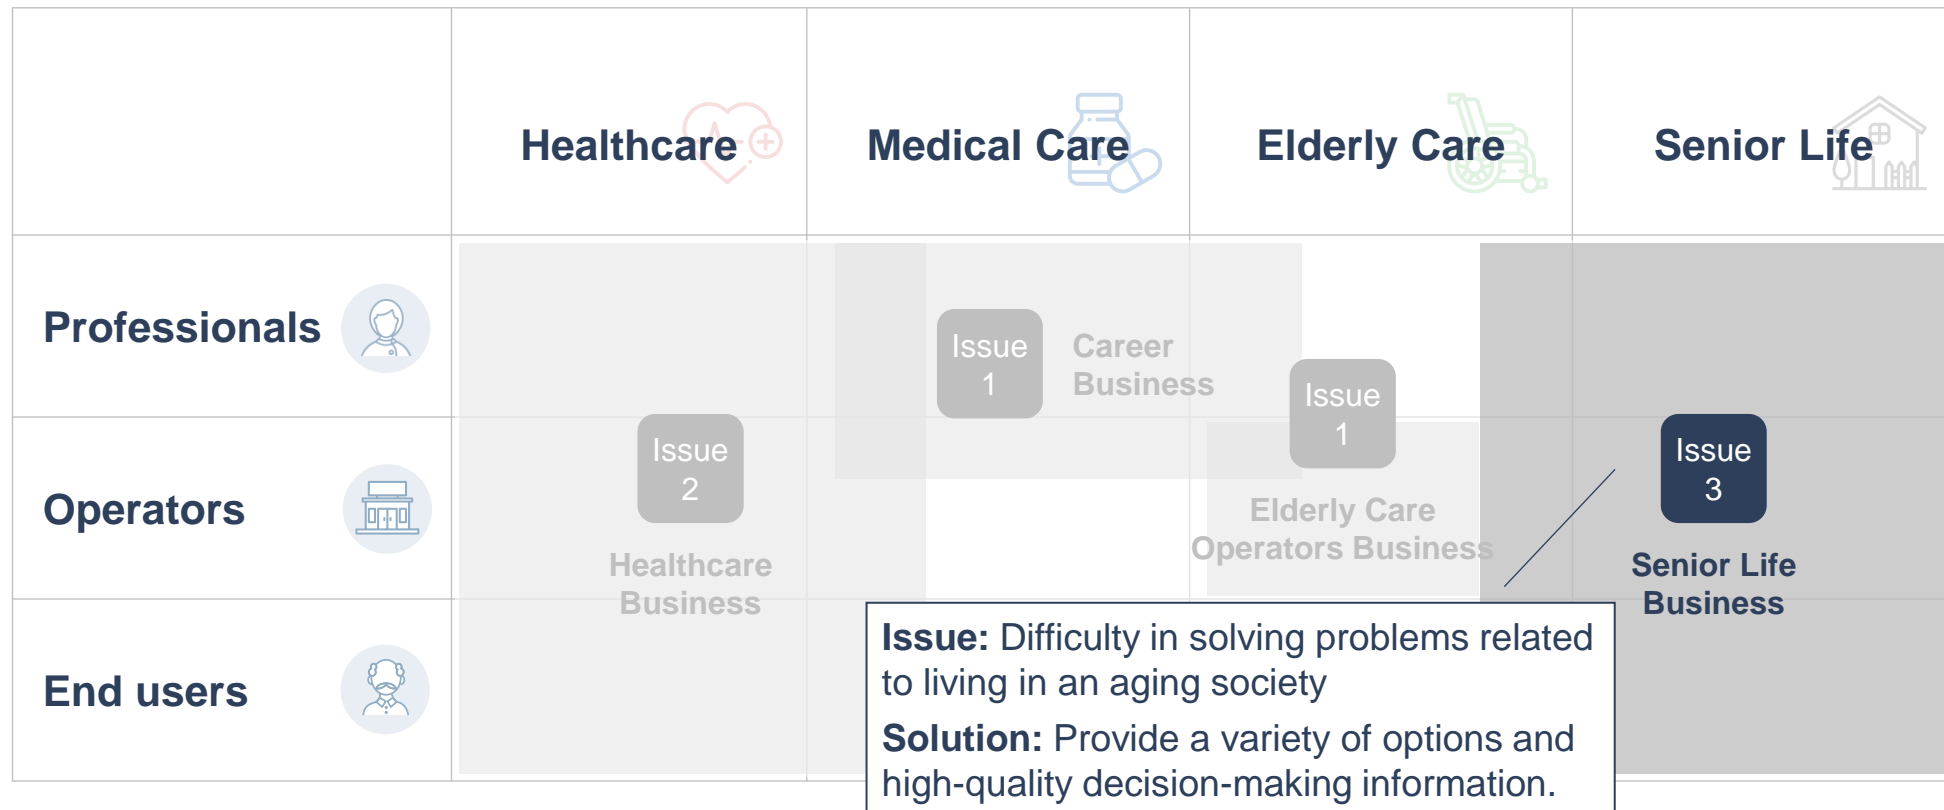 Healthcare
Medical Care
Elderly Care
Senior Life
Professionals
Issue
1
Career
Business
Issue
1
Operators
Issue
2
Healthcare
Business
Elderly Care
Operators Business
Issue
3
Senior Life
Business
End users
Issue: Difficulty in solving problems related
to living in an aging society
Solution: Provide a variety of options and
high-quality decision-making information.